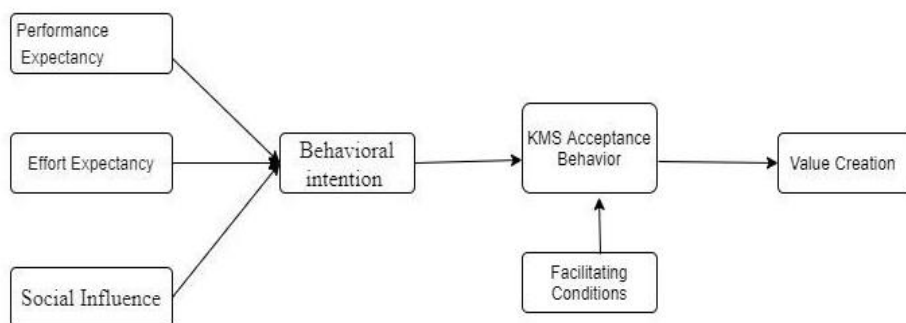 Performance
Expectancy
Effort Expectancy
Social Influence
Behavioral
intention
KMS Acceptance
Behavior
Facilitating
Conditions
Value Creation